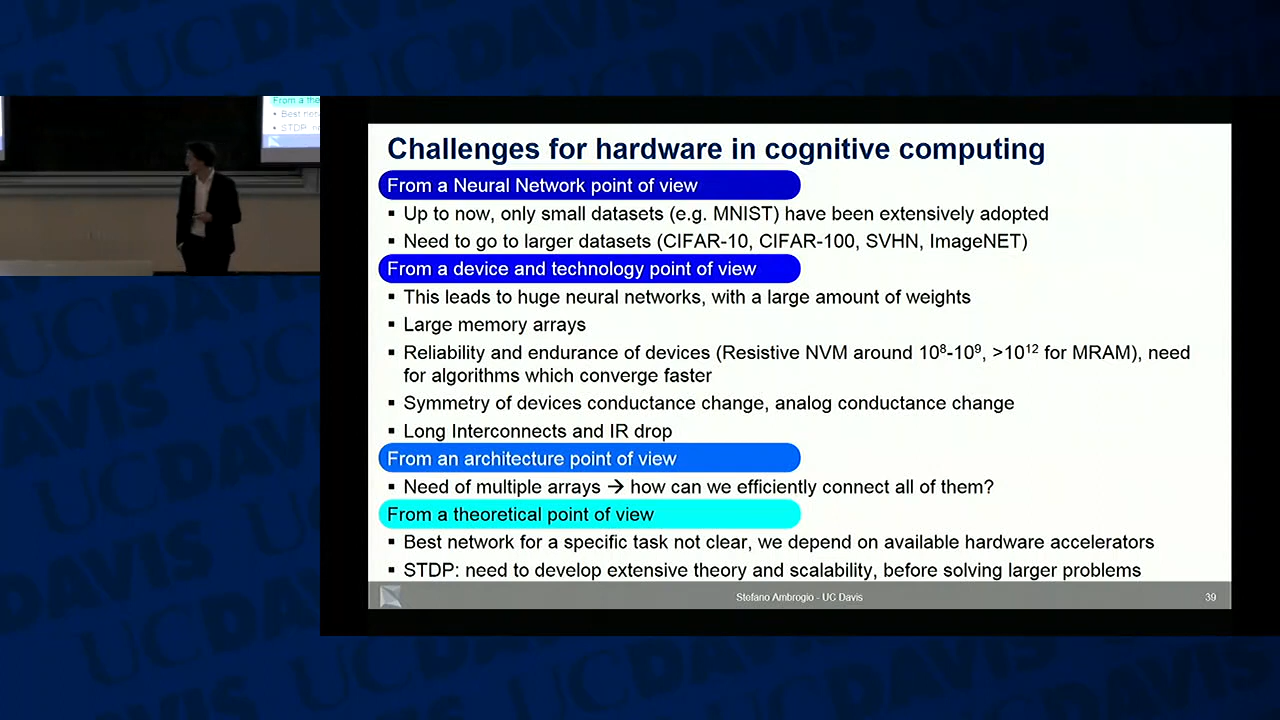 UC DAVIS
From a the
Best net
STDP: n
Challenges for hardware in cognitive computing
From a Neural Network point of view
▪ Up to now, only small datasets (e.g. MNIST) have been extensively adopted
▪ Need to go to larger datasets (CIFAR-10, CIFAR-100, SVHN, ImageNET)
From a device and technology point of view
▪ This leads to huge neural networks, with a large amount of weights
▪ Large memory arrays
▪ Reliability and endurance of devices (Resistive NVM around 10⁸-10⁹, >10¹² for MRAM), need
for algorithms which converge faster
▪ Symmetry of devices conductance change, analog conductance change
▪ Long Interconnects and IR drop
From an architecture point of view
▪ Need of multiple arrays → how can we efficiently connect all of them?
From a theoretical point of view
▪ Best network for a specific task not clear, we depend on available hardware accelerators
▪ STDP: need to develop extensive theory and scalability, before solving larger problems
Stefano Ambrogio - UC Davis 39